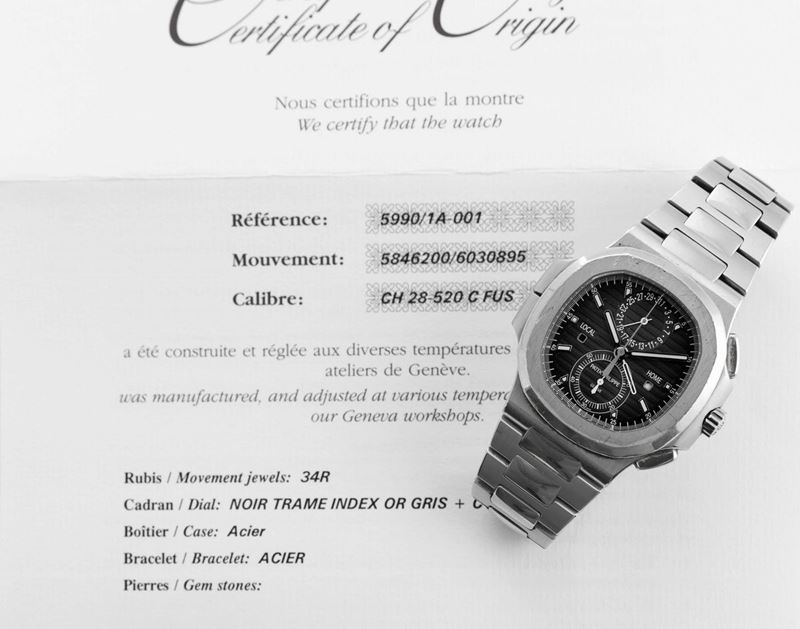 Certificate of Origin
Nous certifions que la montre
We certify that the watch
Référence: 5990/1A-001
Mouvement: 5846200/6030895
Calibre: CH 28-520 C FUS
a été construite et réglée aux diverses températures
ateliers de Genève.
was manufactured, and adjusted at various
our Geneva workshops.
Rubis / Movement jewels: 34R
Cadran / Dial: NOIR TRAME INDEX OR GRIS +
Boîtier / Case: Acier
Bracelet / Bracelet: ACIER
Pierres / Gem stones:
LOCAL
HOME
PATEK PHILIPPE